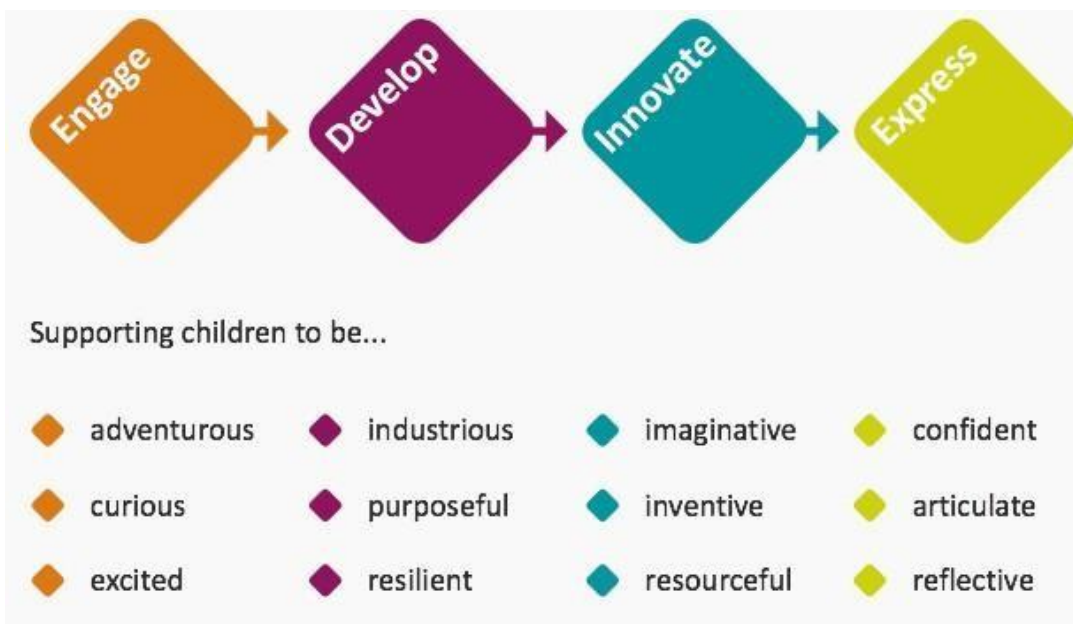 Engage
Develop
Innovate
Express
Supporting children to be...
adventurous
industrious
imaginative
confident
curious
purposeful
inventive
articulate
excited
resilient
resourceful
reflective